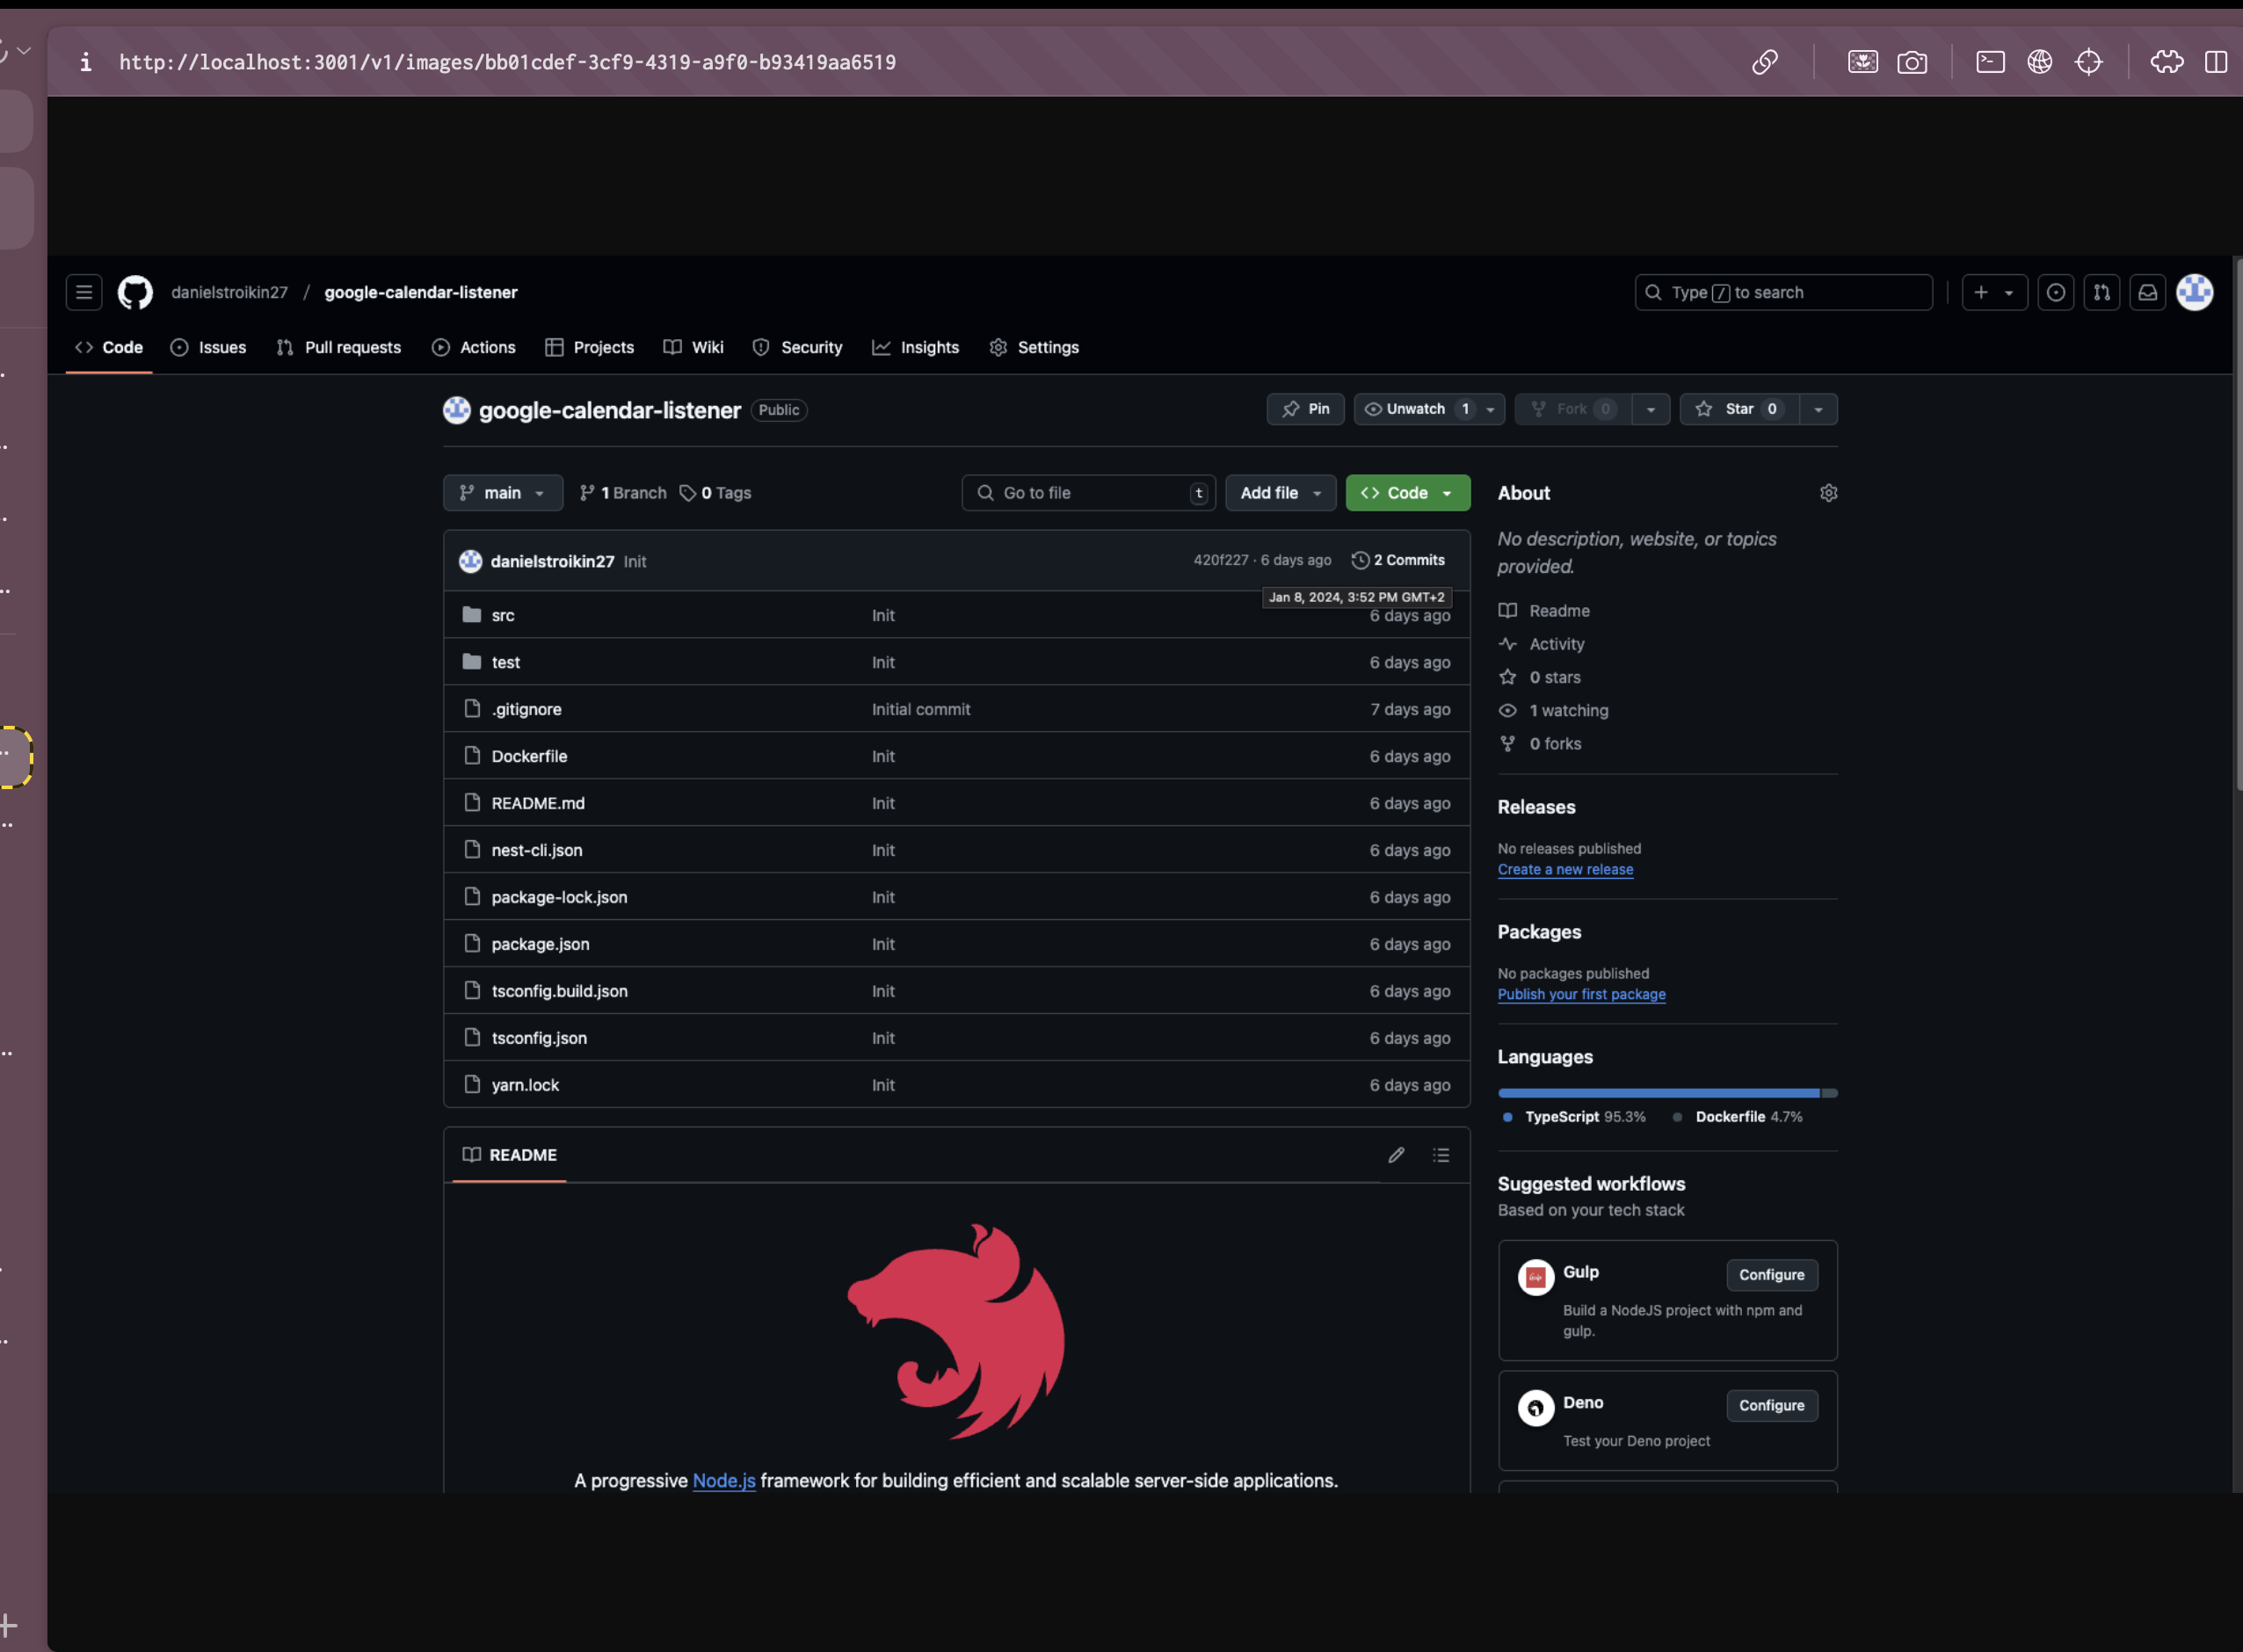 http://localhost:3001/v1/images/bb01cdef-3cf9-4319-a9f0-b93419aa6519
danielstroikin27 / google-calendar-listener
Type / to search
Code Issues Pull requests Actions Projects Wiki Security Insights Settings
google-calendar-listener Public
Pin Unwatch 1 Fork 0 Star 0
main 1 Branch 0 Tags Go to file t Add file Code
danielstroikin27 Init 420f227 · 6 days ago 2 Commits
Jan 8, 2024, 3:52 PM GMT+2
src Init 6 days ago
test Init 6 days ago
.gitignore Initial commit 7 days ago
Dockerfile Init 6 days ago
README.md Init 6 days ago
nest-cli.json Init 6 days ago
package-lock.json Init 6 days ago
package.json Init 6 days ago
tsconfig.build.json Init 6 days ago
tsconfig.json Init 6 days ago
yarn.lock Init 6 days ago
README
A progressive Node.js framework for building efficient and scalable server-side applications.
About
No description, website, or topics
provided.
Readme
Activity
0 stars
1 watching
0 forks
Releases
No releases published
Create a new release
Packages
No packages published
Publish your first package
Languages
TypeScript 95.3% Dockerfile 4.7%
Suggested workflows
Based on your tech stack
Gulp Configure
Build a NodeJS project with npm and
gulp.
Deno Configure
Test your Deno project